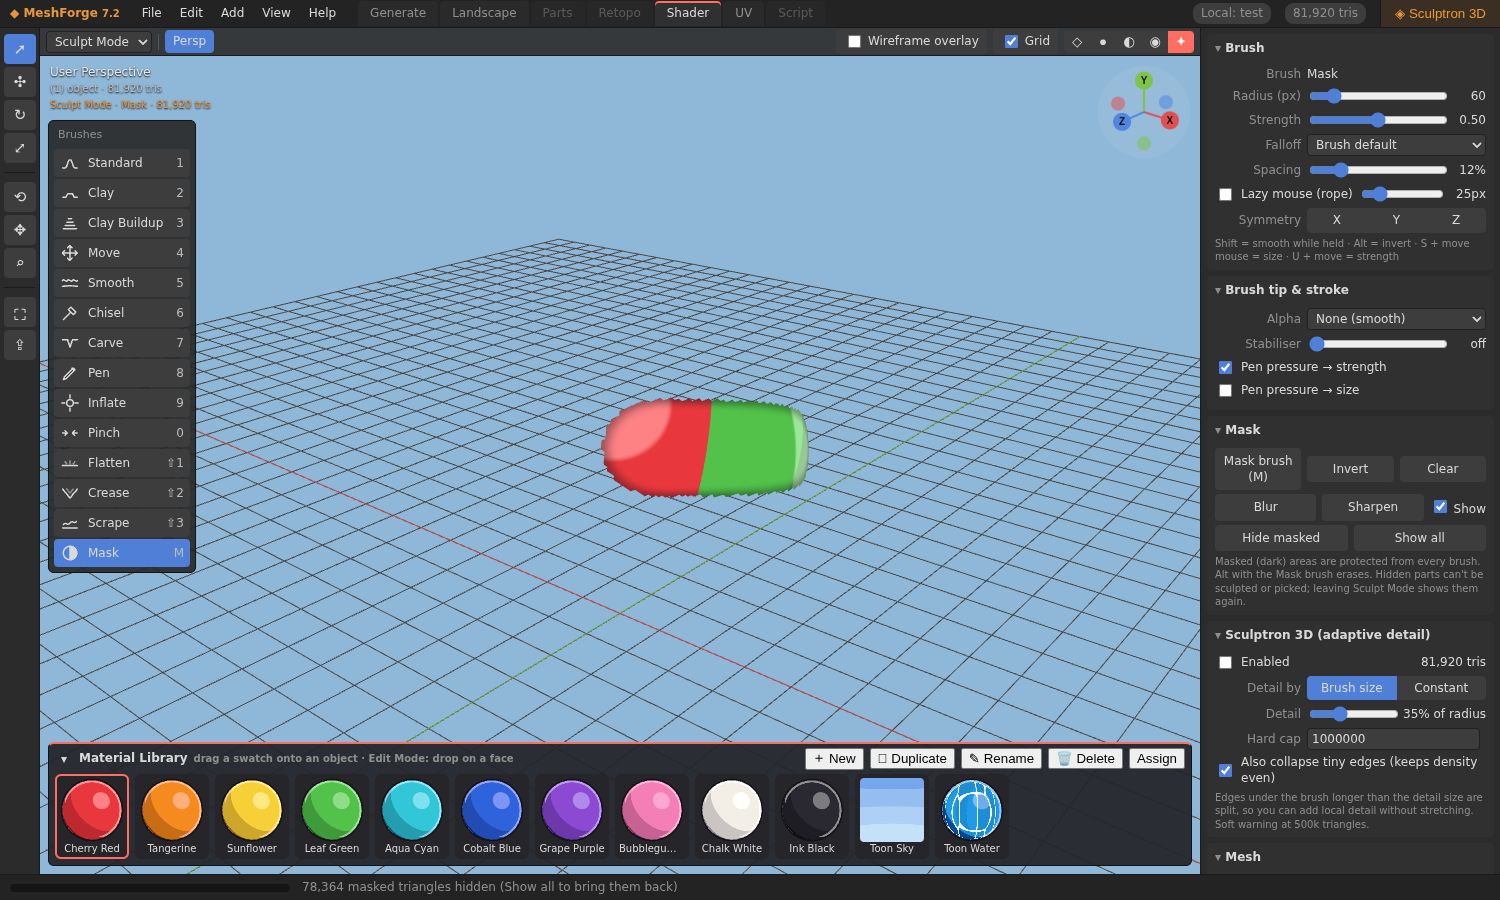 ◆ MeshForge 7.2 File Edit Add View Help Generate Landscape Parts Retopo Shader UV Script Local: test 81,920 tris ◈ Sculptron 3D
Sculpt Mode Persp Wireframe overlay Grid
User Perspective
(1) object · 81,920 tris
Sculpt Mode · Mask · 81,920 tris
Y
Z
X
Brushes
Standard 1
Clay 2
Clay Buildup 3
Move 4
Smooth 5
Chisel 6
Carve 7
Pen 8
Inflate 9
Pinch 0
Flatten ⇧1
Crease ⇧2
Scrape ⇧3
Mask M
▾ Material Library drag a swatch onto an object · Edit Mode: drop on a face
+ New Duplicate ✎ Rename 🗑️ Delete Assign
Cherry Red Tangerine Sunflower Leaf Green Aqua Cyan Cobalt Blue Grape Purple Bubblegu... Chalk White Ink Black Toon Sky Toon Water
▾ Brush
Brush Mask
Radius (px) 60
Strength 0.50
Falloff Brush default
Spacing 12%
Lazy mouse (rope) 25px
Symmetry X Y Z
Shift = smooth while held · Alt = invert · S + move
mouse = size · U + move = strength
▾ Brush tip & stroke
Alpha None (smooth)
Stabiliser off
Pen pressure → strength
Pen pressure → size
▾ Mask
Mask brush
(M)
Invert Clear
Blur Sharpen Show
Hide masked Show all
Masked (dark) areas are protected from every brush.
Alt with the Mask brush erases. Hidden parts can't be
sculpted or picked; leaving Sculpt Mode shows them
again.
▾ Sculptron 3D (adaptive detail)
Enabled 81,920 tris
Detail by Brush size Constant
Detail 35% of radius
Hard cap 1000000
Also collapse tiny edges (keeps density
even)
Edges under the brush longer than the detail size are
split, so you can add local detail without stretching.
Soft warning at 500k triangles.
▾ Mesh
78,364 masked triangles hidden (Show all to bring them back)